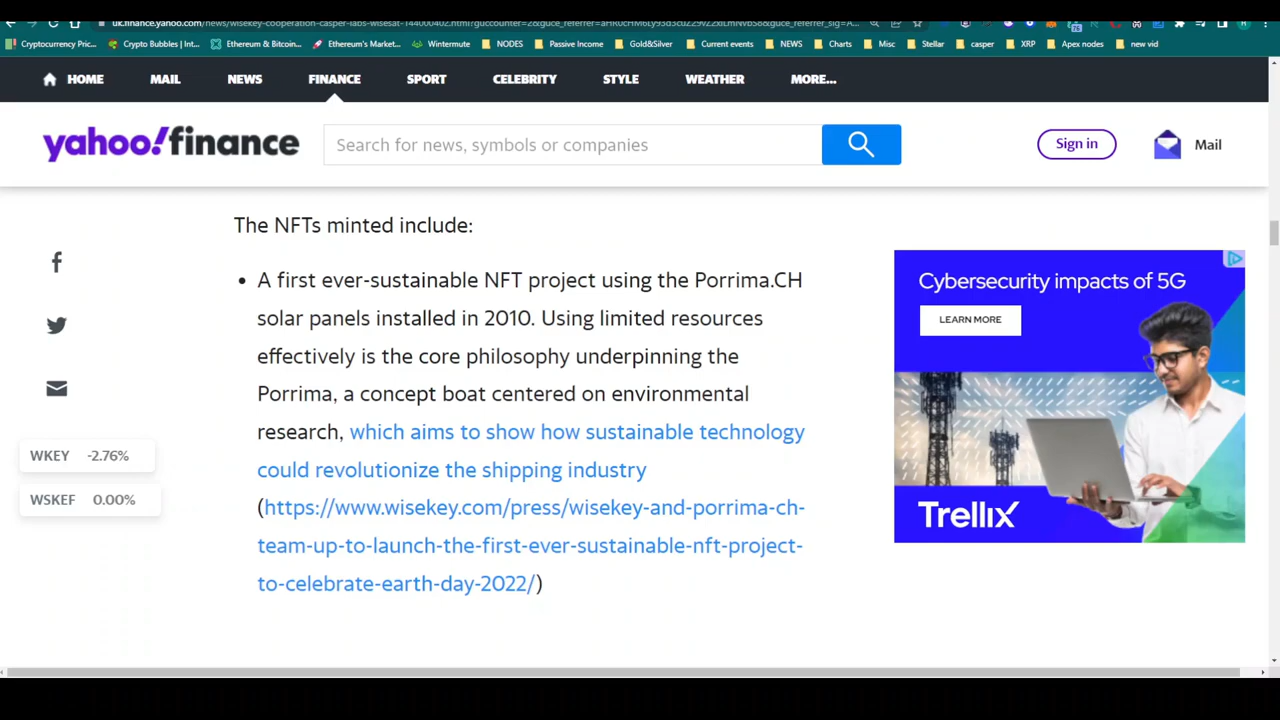 Cryptocurrency Pric...
Crypto Bubbles | Int...
Ethereum & Bitcoin...
Ethereum's Market...
Wintermute
NODES
Passive Income
Gold&Silver
Current events
NEWS
Charts
Misc
Stellar
casper
XRP
Apex nodes
new vid
HOME
MAIL
NEWS
FINANCE
SPORT
CELEBRITY
STYLE
WEATHER
MORE...
yahoo!finance
Search for news, symbols or companies
Sign in
Mail
The NFTs minted include:
• A first ever-sustainable NFT project using the Porrima.CH
solar panels installed in 2010. Using limited resources
effectively is the core philosophy underpinning the
Porrima, a concept boat centered on environmental
research, which aims to show how sustainable technology
could revolutionize the shipping industry
(https://www.wisekey.com/press/wisekey-and-porrima-ch-
team-up-to-launch-the-first-ever-sustainable-nft-project-
to-celebrate-earth-day-2022/)
WKEY -2.76%
WSKEF 0.00%
Cybersecurity impacts of 5G
LEARN MORE
Trellix